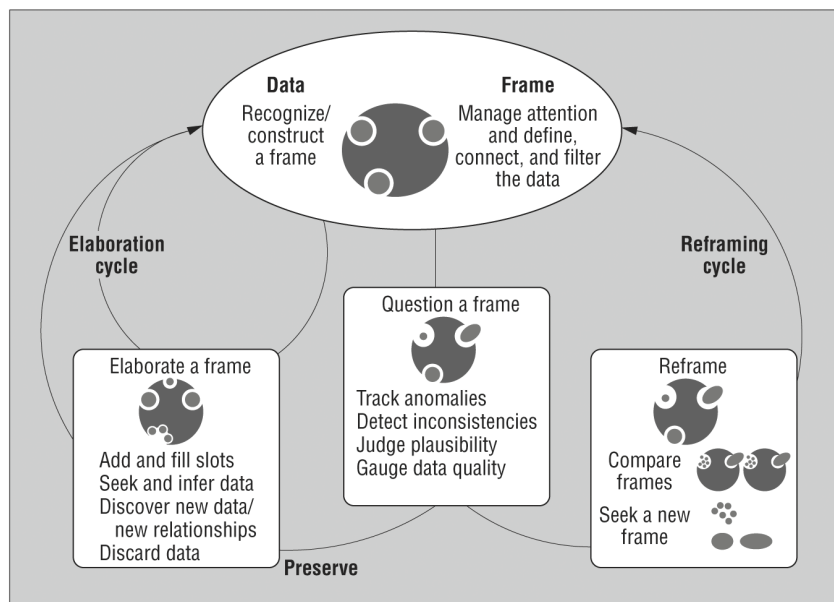 Data
Recognize/
construct
a frame
Frame
Manage attention
and define,
connect, and filter
the data
Elaboration
cycle
Reframing
cycle
Question a frame
Track anomalies
Detect inconsistencies
Judge plausibility
Gauge data quality
Elaborate a frame
Add and fill slots
Seek and infer data
Discover new data/
new relationships
Discard data
Reframe
Compare
frames
Seek a new
frame
Preserve